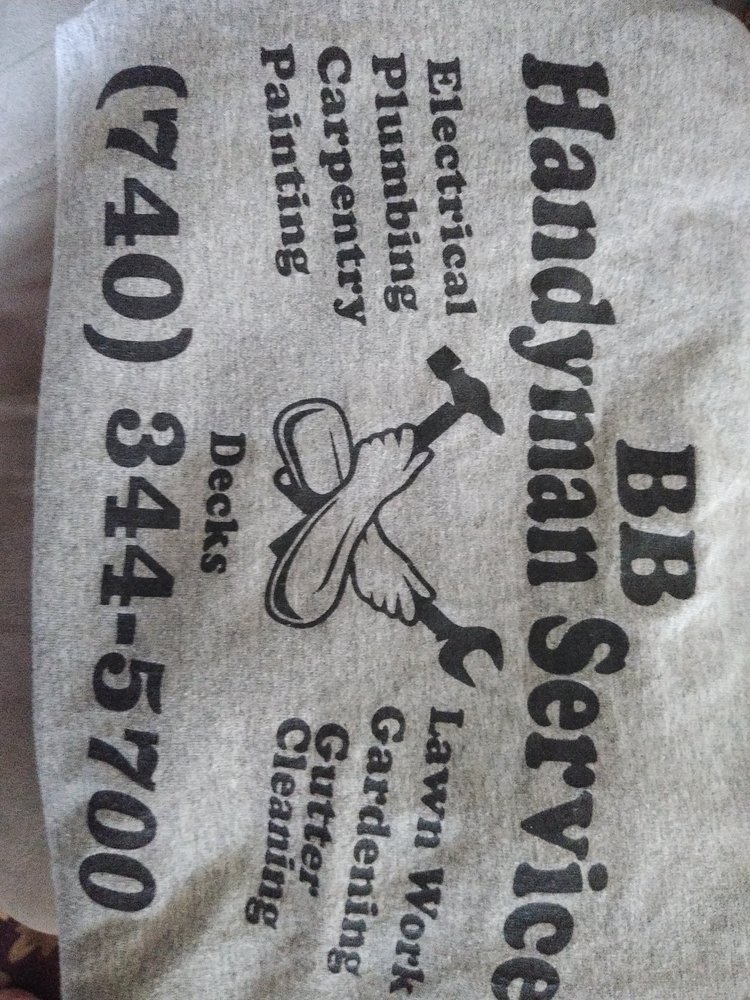 BB
Handyman Service
Electrical
Plumbing
Carpentry
Painting
Lawn Work
Gardening
Gutter
Cleaning
Decks
(740) 344-5700